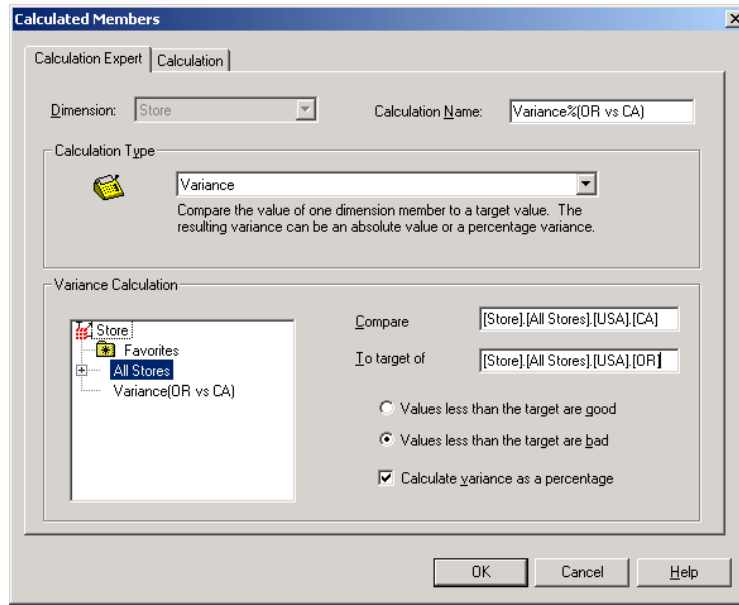 Calculated Members
Calculation Expert
Calculation
Dimension:
Store
Calculation Name:
Variance%(OR vs CA)
Calculation Type
Variance
Compare the value of one dimension member to a target value. The
resulting variance can be an absolute value or a percentage variance.
Variance Calculation
Store
Favorites
All Stores
Variance(OR vs CA)
Compare
[Store].[All Stores].[USA].[CA]
To target of
[Store].[All Stores].[USA].[OR]
Values less than the target are good
Values less than the target are bad
Calculate variance as a percentage
OK
Cancel
Help